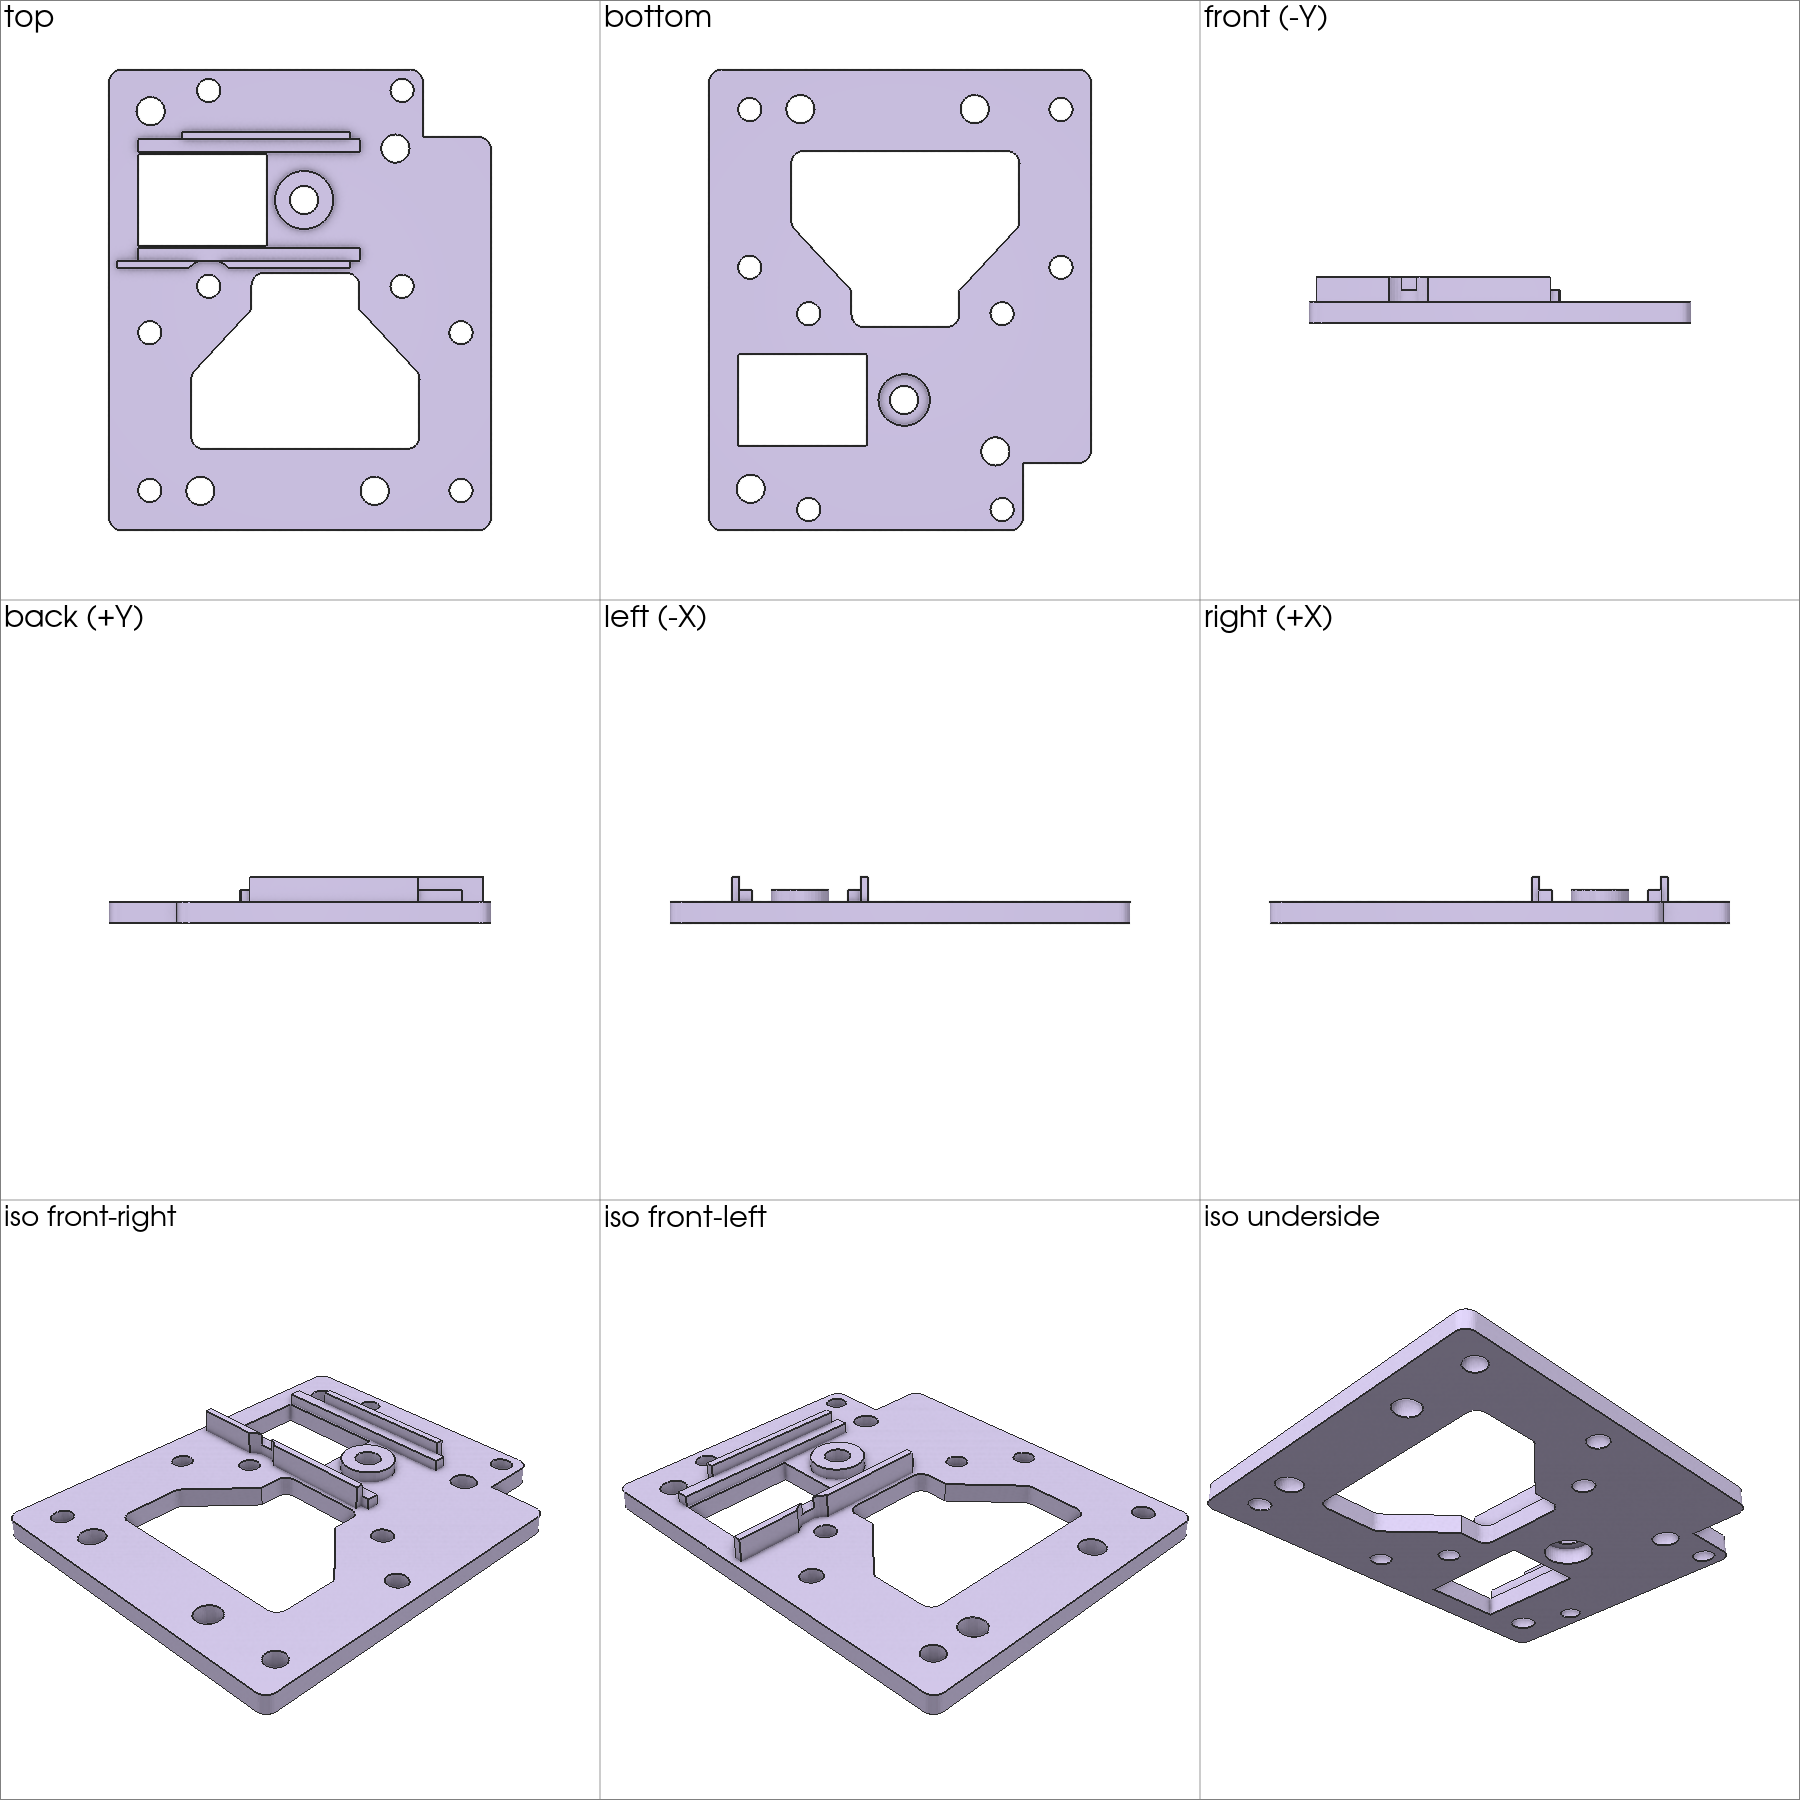 top
bottom
front (-Y)
back (+Y)
left (-X)
right (+X)
iso front-right
iso front-left
iso underside